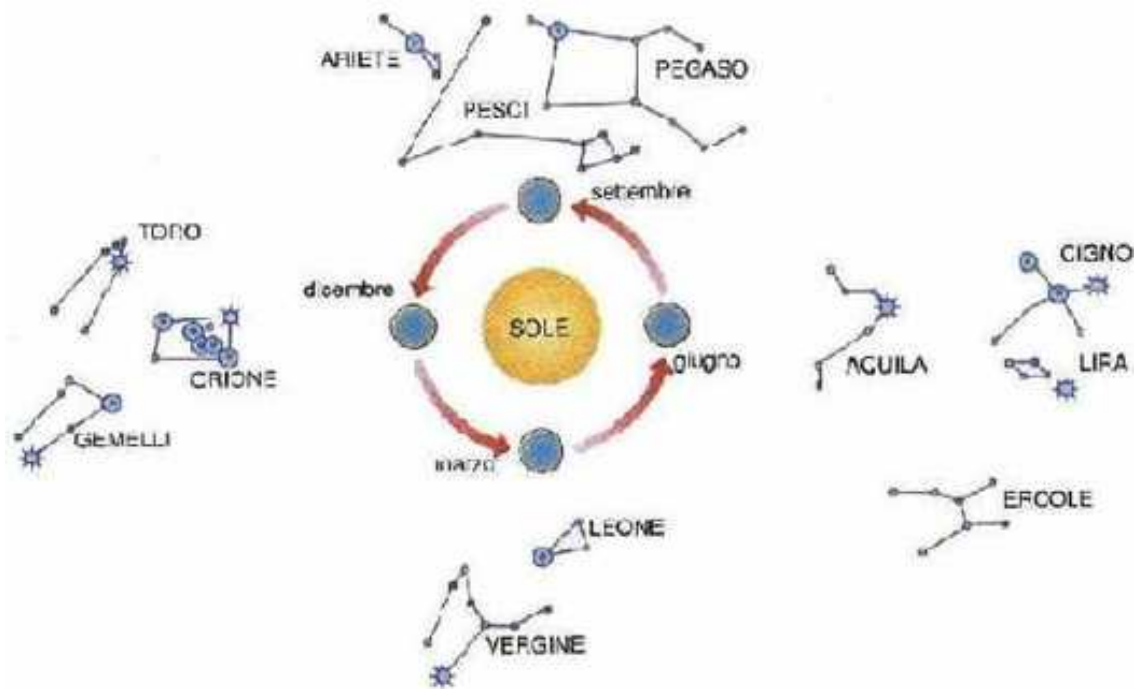 ARIETE
PEGASO
PESCI
settembre
TORO
CIGNO
dicembre
SOLE
giugno
AQUILA
LIRA
ORIONE
GEMELLI
marzo
ERCOLE
LEONE
VERGINE